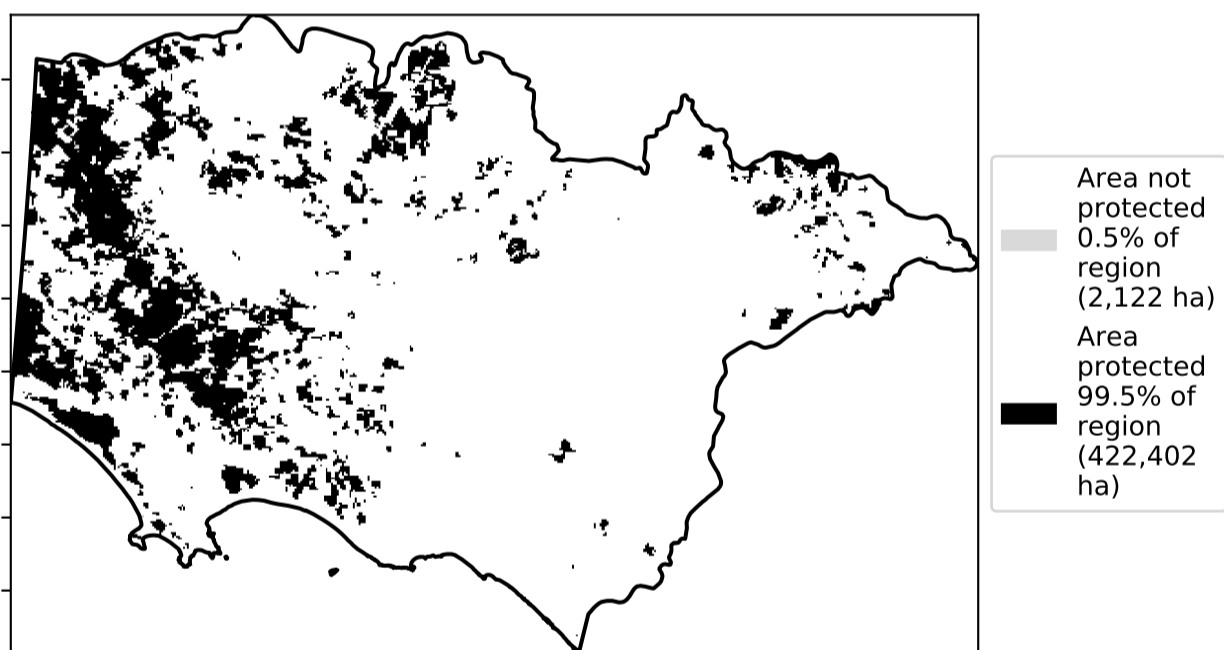 Area not
protected
0.5% of
region
(2,122 ha)
Area
protected
99.5% of
region
(422,402
ha)